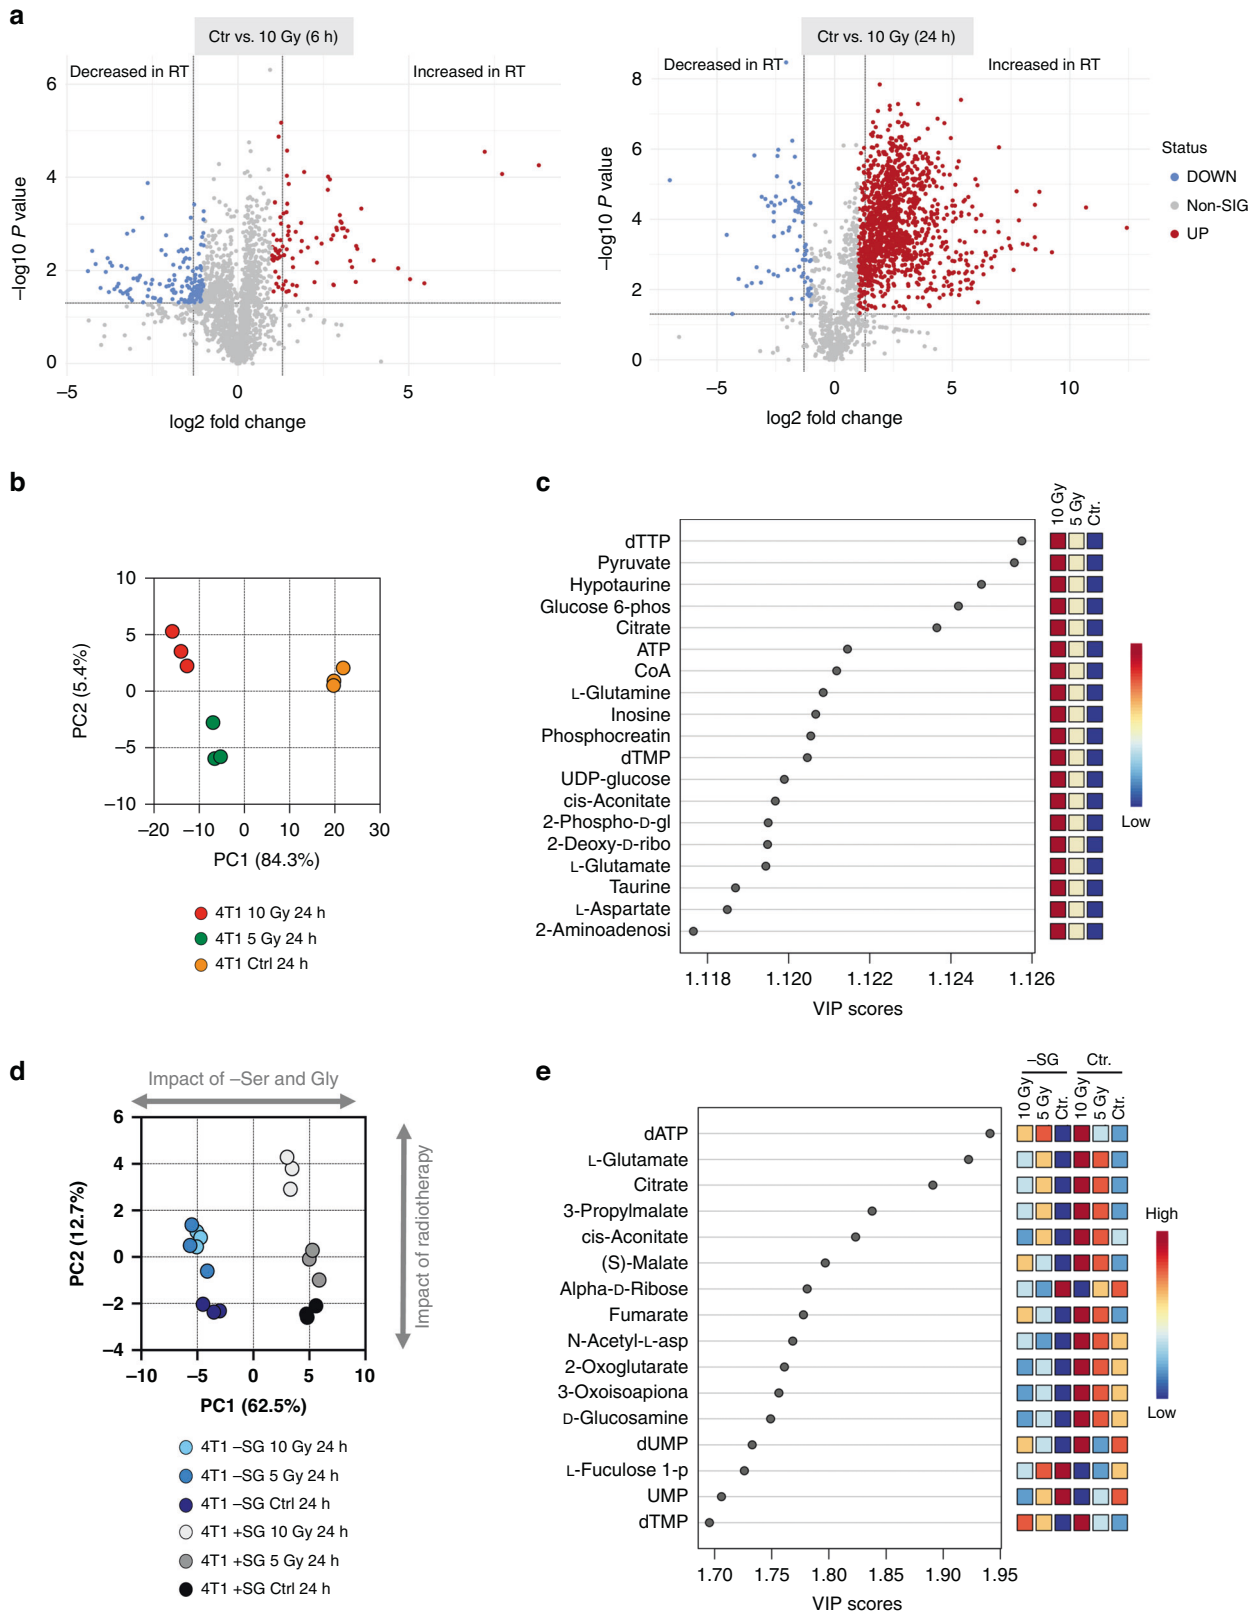 a
Ctr vs. 10 Gy (6 h)
Decreased in RT
Increased in RT
6
4
2
0
–log10 P value
–5
0
5
log2 fold change
Ctr vs. 10 Gy (24 h)
Decreased in RT
Increased in RT
8
6
4
2
0
–log10 P value
–5
0
5
10
log2 fold change
Status
DOWN
Non-SIG
UP
b
10
5
0
–5
–10
PC2 (5.4%)
–20
–10
0
10
20
30
PC1 (84.3%)
4T1 10 Gy 24 h
4T1 5 Gy 24 h
4T1 Ctrl 24 h
c
10 Gy
5 Gy
Ctr.
dTTP
Pyruvate
Hypotaurine
Glucose 6-phos
Citrate
ATP
CoA
L-Glutamine
Inosine
Phosphocreatin
dTMP
UDP-glucose
cis-Aconitate
2-Phospho-D-gl
2-Deoxy-D-ribo
L-Glutamate
Taurine
L-Aspartate
2-Aminoadenosi
1.118
1.120
1.122
1.124
1.126
VIP scores
Low
d
Impact of –Ser and Gly
Impact of radiotherapy
6
4
2
0
–2
–4
PC2 (12.7%)
–10
–5
0
5
10
PC1 (62.5%)
4T1 –SG 10 Gy 24 h
4T1 –SG 5 Gy 24 h
4T1 –SG Ctrl 24 h
4T1 +SG 10 Gy 24 h
4T1 +SG 5 Gy 24 h
4T1 +SG Ctrl 24 h
e
–SG
Ctr.
10 Gy
5 Gy
Ctr.
10 Gy
5 Gy
Ctr.
dATP
L-Glutamate
Citrate
3-Propylmalate
cis-Aconitate
(S)-Malate
Alpha-D-Ribose
Fumarate
N-Acetyl-L-asp
2-Oxoglutarate
3-Oxoisoapiona
D-Glucosamine
dUMP
L-Fuculose 1-p
UMP
dTMP
1.70
1.75
1.80
1.85
1.90
1.95
VIP scores
High
Low